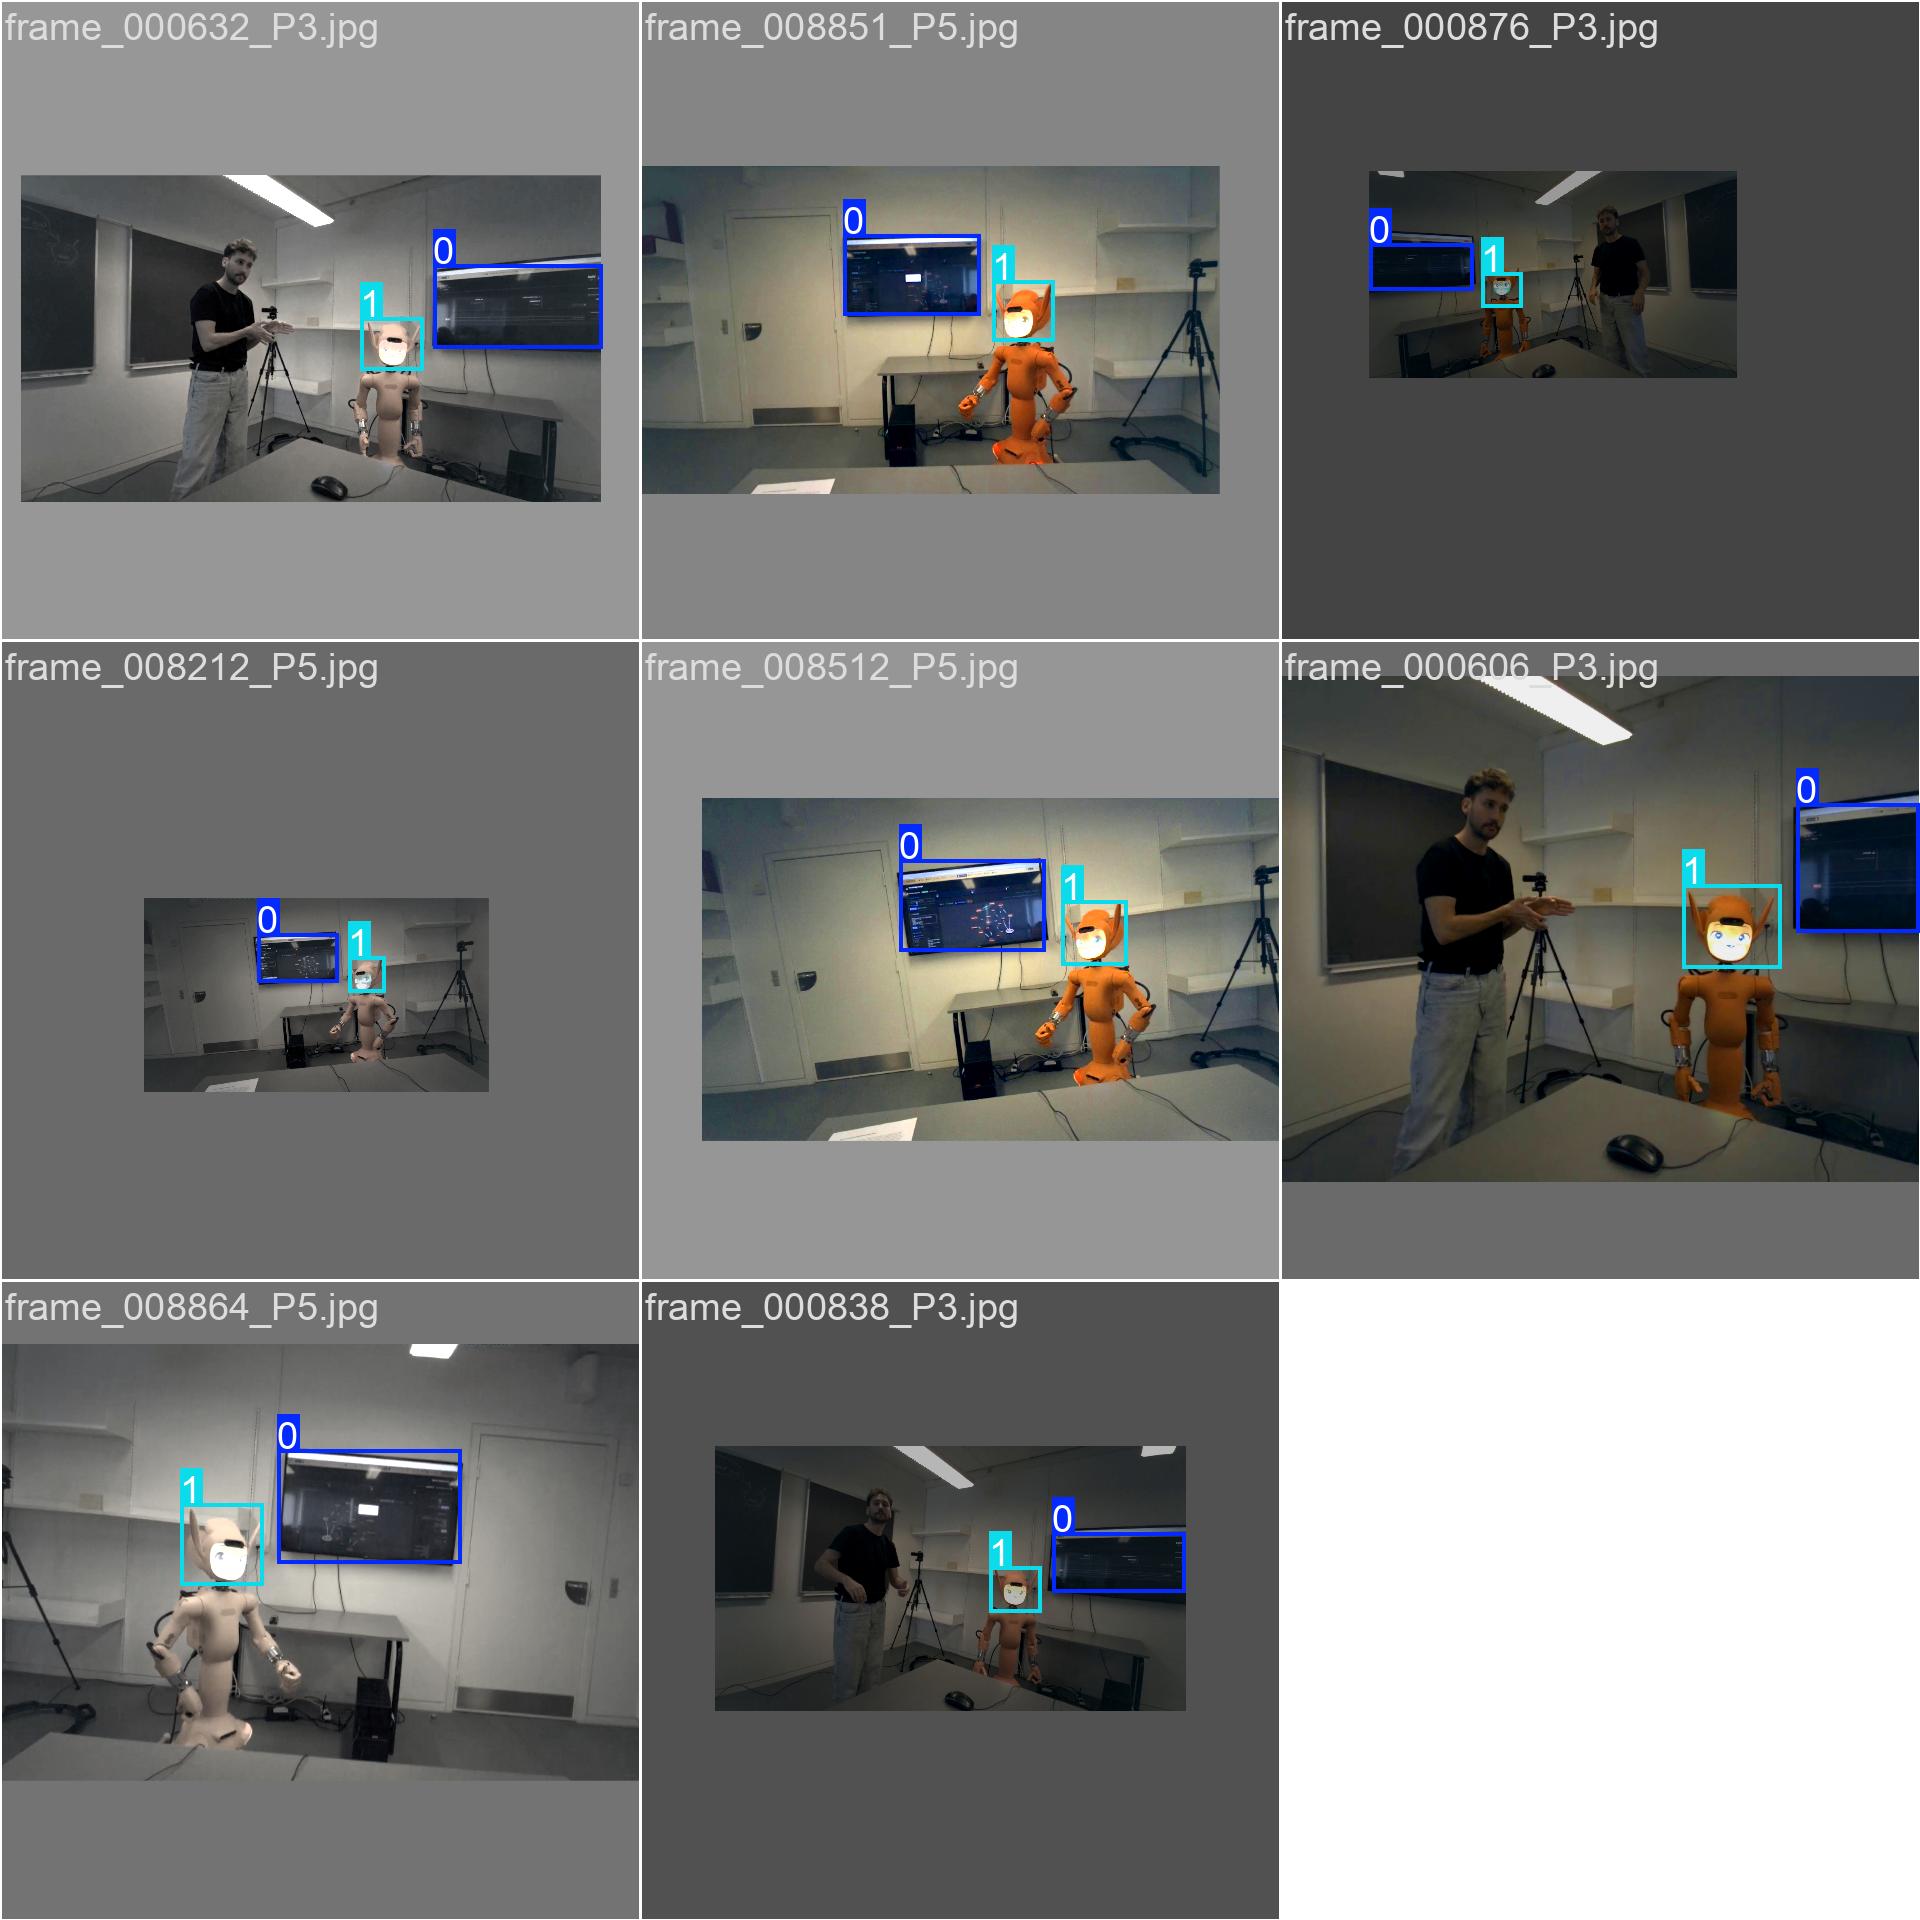 frame_000632_P3.jpg
frame_008851_P5.jpg
frame_000876_P3.jpg
0
1
0
1
0
1
frame_008212_P5.jpg
frame_008512_P5.jpg
frame_000606_P3.jpg
0
1
0
1
0
1
frame_008864_P5.jpg
frame_000838_P3.jpg
0
1
0
1